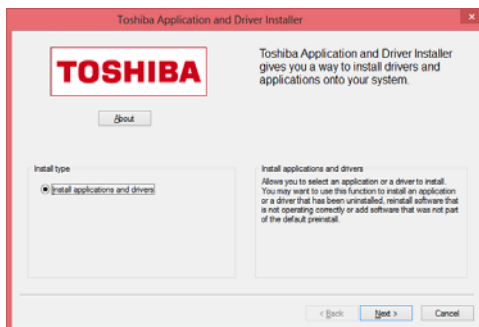 Toshiba Application and Driver Installer
TOSHIBA
Toshiba Application and Driver Installer
gives you a way to install drivers and
applications onto your system.
About
Install type
Install applications and drivers
Install applications and drivers
Allows you to select an application or a driver to install.
You may want to use this function to install an application
or a driver that has been uninstalled, reinstall software that
is not operating correctly or add software that was not part
of the default preinstall.
< Back
Next >
Cancel